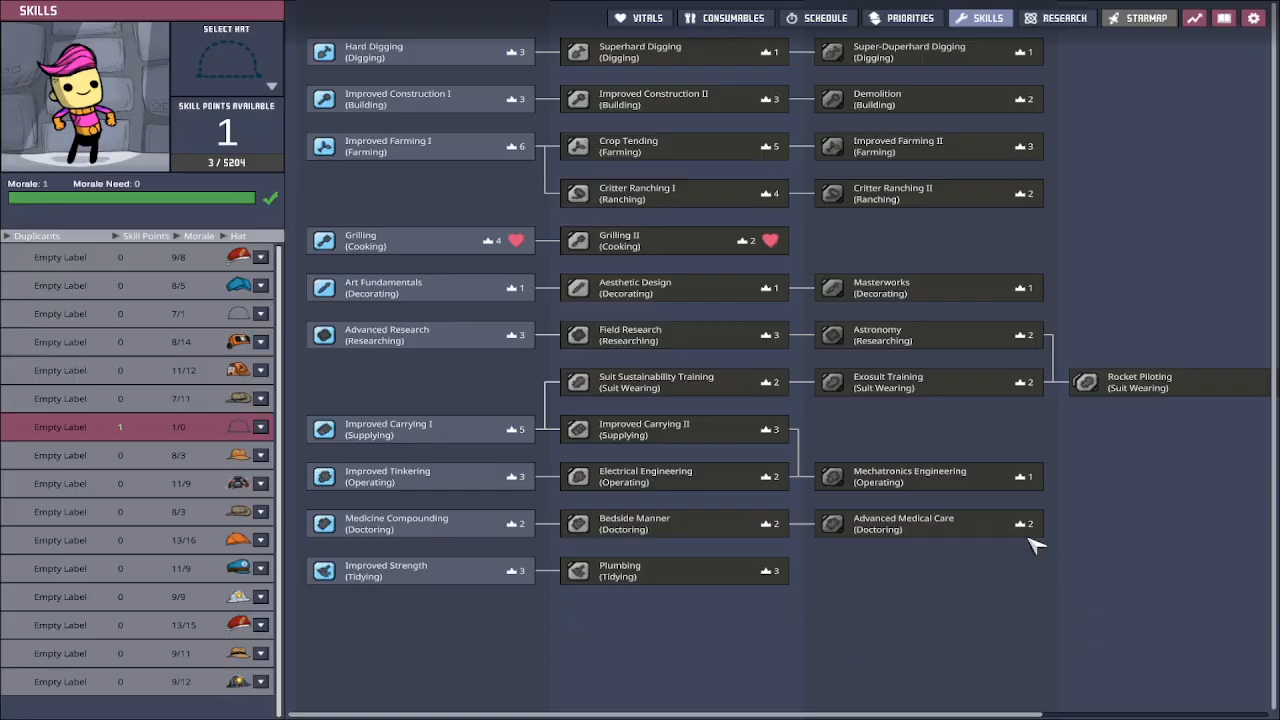 SKILLS
VITALS CONSUMABLES SCHEDULE PRIORITIES SKILLS RESEARCH STARMAP
SELECT HAT
SKILL POINTS AVAILABLE
1
3 / 5204
Morale: 1 Morale Need: 0
Duplicants Skill Points Morale Hat
Empty Label 0 9/8
Empty Label 0 8/5
Empty Label 0 7/1
Empty Label 0 8/14
Empty Label 0 11/12
Empty Label 0 7/11
Empty Label 1 1/0
Empty Label 0 8/3
Empty Label 0 11/9
Empty Label 0 8/3
Empty Label 0 13/16
Empty Label 0 11/9
Empty Label 0 9/9
Empty Label 0 13/15
Empty Label 0 9/11
Empty Label 0 9/12
Hard Digging
(Digging) 3
Superhard Digging
(Digging) 1
Super-Duperhard Digging
(Digging) 1
Improved Construction I
(Building) 3
Improved Construction II
(Building) 3
Demolition
(Building) 2
Improved Farming I
(Farming) 6
Crop Tending
(Farming) 5
Improved Farming II
(Farming) 3
Critter Ranching I
(Ranching) 4
Critter Ranching II
(Ranching) 2
Grilling
(Cooking) 4
Grilling II
(Cooking) 2
Art Fundamentals
(Decorating) 1
Aesthetic Design
(Decorating) 1
Masterworks
(Decorating) 1
Advanced Research
(Researching) 3
Field Research
(Researching) 3
Astronomy
(Researching) 2
Suit Sustainability Training
(Suit Wearing) 2
Exosuit Training
(Suit Wearing) 2
Rocket Piloting
(Suit Wearing)
Improved Carrying I
(Supplying) 5
Improved Carrying II
(Supplying) 3
Improved Tinkering
(Operating) 3
Electrical Engineering
(Operating) 2
Mechatronics Engineering
(Operating) 1
Medicine Compounding
(Doctoring) 2
Bedside Manner
(Doctoring) 2
Advanced Medical Care
(Doctoring) 2
Improved Strength
(Tidying) 3
Plumbing
(Tidying) 3